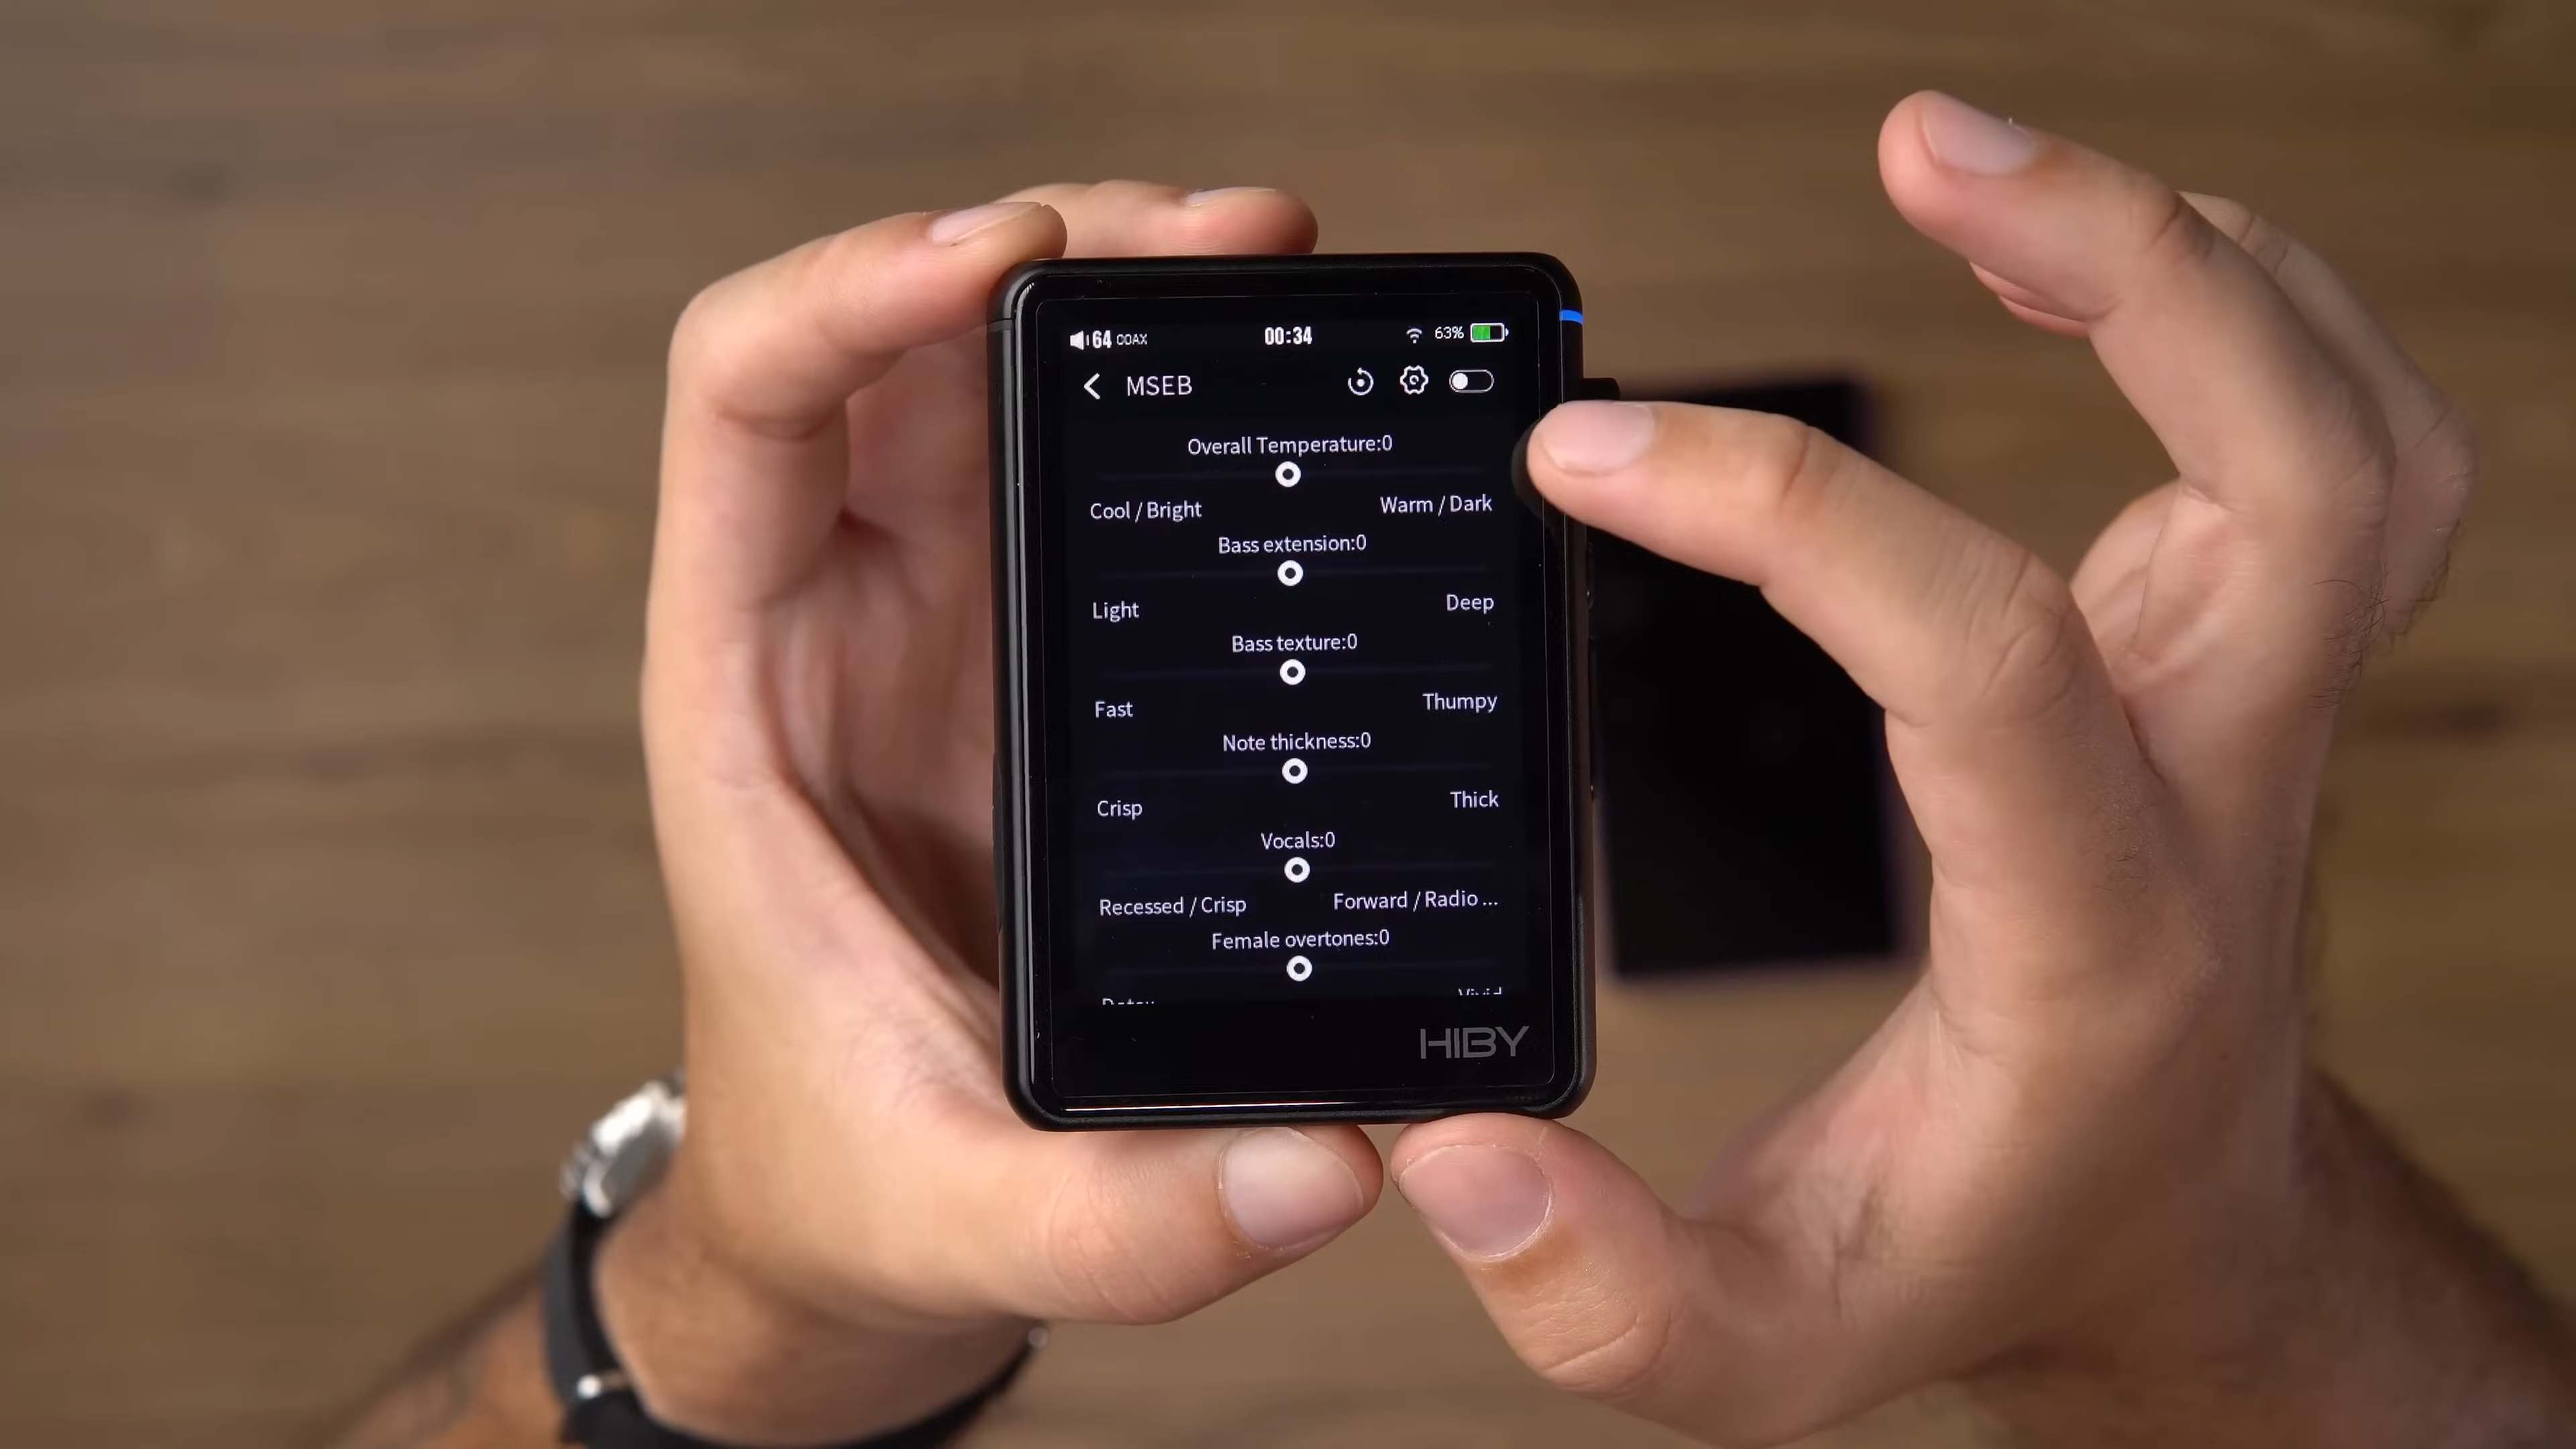 64 COAX 00:34 63%
MSEB
Overall Temperature:0
Cool / Bright Warm / Dark
Bass extension:0
Light Deep
Bass texture:0
Fast Thumpy
Note thickness:0
Crisp Thick
Vocals:0
Recessed / Crisp Forward / Radio ...
Female overtones:0
Vivid
HIBY